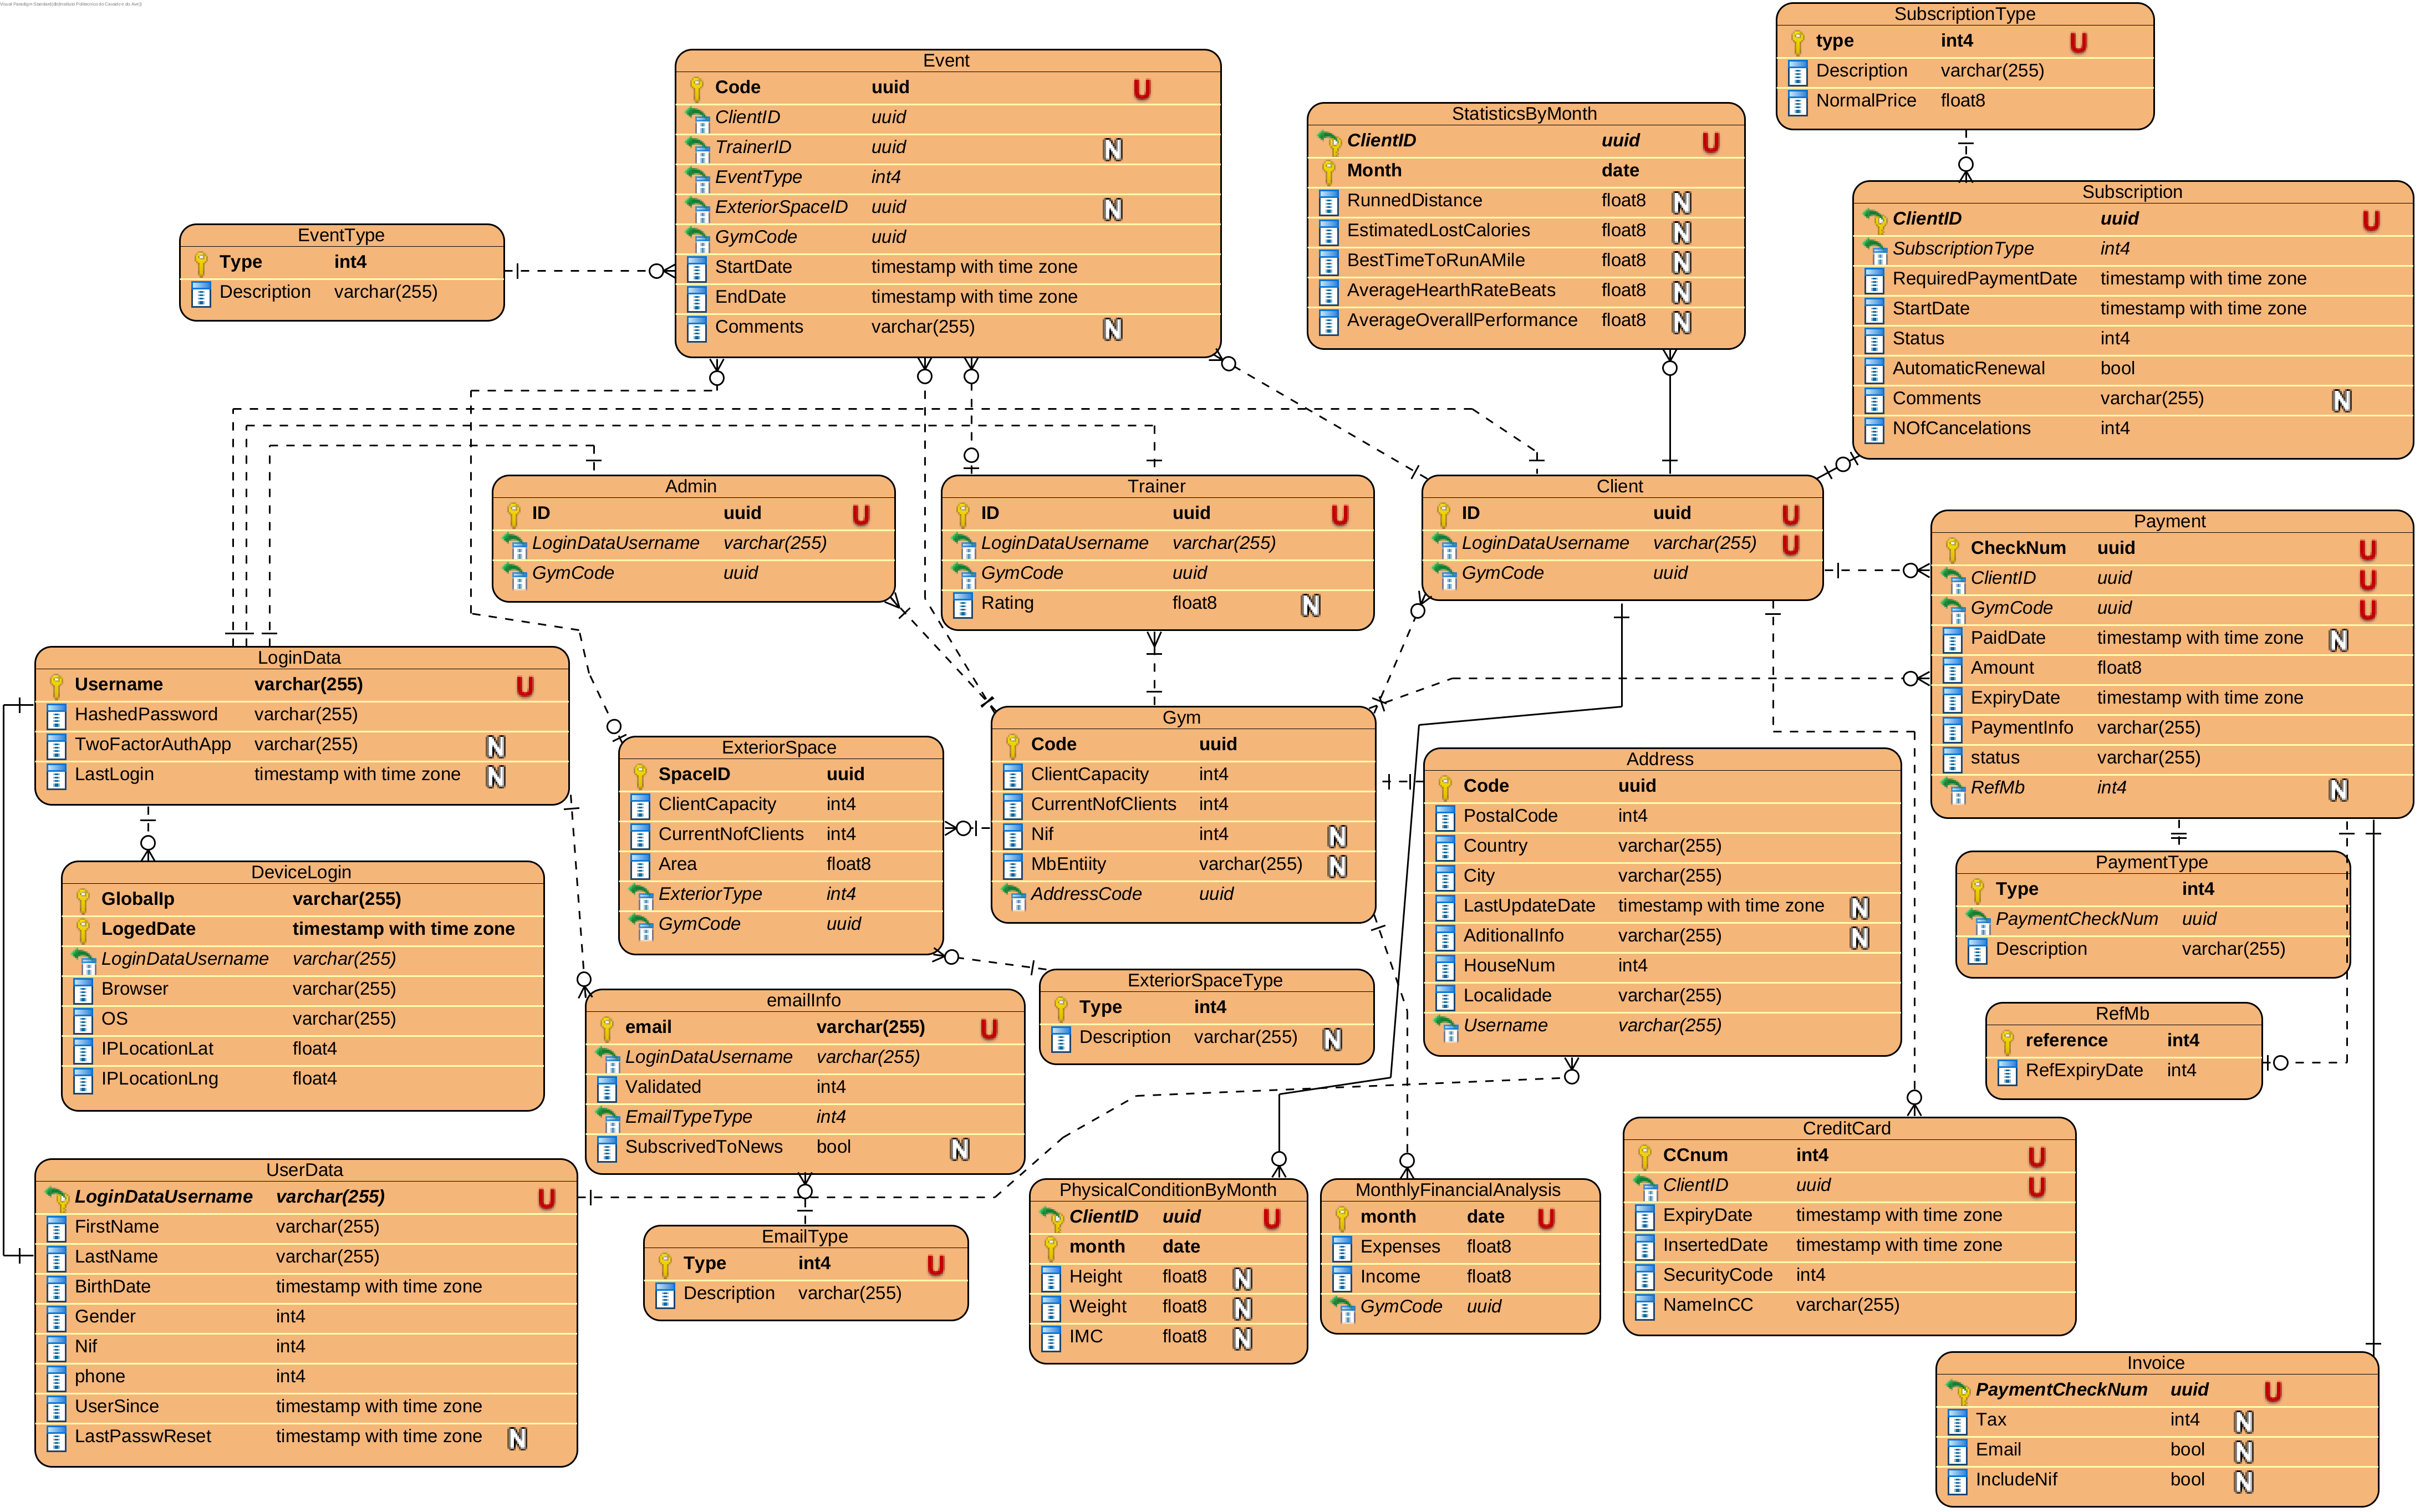 Visual Paradigm Standard(dki(Instituto Politecnico do Cavado e do Ave))
SubscriptionType
type int4 U
Description varchar(255)
NormalPrice float8
Event
Code uuid U
ClientID uuid
TrainerID uuid N
EventType int4
ExteriorSpaceID uuid N
GymCode uuid
StartDate timestamp with time zone
EndDate timestamp with time zone
Comments varchar(255) N
StatisticsByMonth
ClientID uuid U
Month date
RunnedDistance float8 N
EstimatedLostCalories float8 N
BestTimeToRunAMile float8 N
AverageHearthRateBeats float8 N
AverageOverallPerformance float8 N
Subscription
ClientID uuid U
SubscriptionType int4
RequiredPaymentDate timestamp with time zone
StartDate timestamp with time zone
Status int4
AutomaticRenewal bool
Comments varchar(255) N
NOfCancelations int4
EventType
Type int4
Description varchar(255)
Admin
ID uuid U
LoginDataUsername varchar(255)
GymCode uuid
Trainer
ID uuid U
LoginDataUsername varchar(255)
GymCode uuid
Rating float8 N
Client
ID uuid U
LoginDataUsername varchar(255) U
GymCode uuid
Payment
CheckNum uuid U
ClientID uuid U
GymCode uuid U
PaidDate timestamp with time zone N
Amount float8
ExpiryDate timestamp with time zone
PaymentInfo varchar(255)
status varchar(255)
RefMb int4 N
LoginData
Username varchar(255) U
HashedPassword varchar(255)
TwoFactorAuthApp varchar(255) N
LastLogin timestamp with time zone N
ExteriorSpace
SpaceID uuid
ClientCapacity int4
CurrentNofClients int4
Area float8
ExteriorType int4
GymCode uuid
Gym
Code uuid
ClientCapacity int4
CurrentNofClients int4
Nif int4 N
MbEntiity varchar(255) N
AddressCode uuid
Address
Code uuid
PostalCode int4
Country varchar(255)
City varchar(255)
LastUpdateDate timestamp with time zone N
AditionalInfo varchar(255) N
HouseNum int4
Localidade varchar(255)
Username varchar(255)
PaymentType
Type int4
PaymentCheckNum uuid
Description varchar(255)
DeviceLogin
GlobalIp varchar(255)
LogedDate timestamp with time zone
LoginDataUsername varchar(255)
Browser varchar(255)
OS varchar(255)
IPLocationLat float4
IPLocationLng float4
emailInfo
email varchar(255) U
LoginDataUsername varchar(255)
Validated int4
EmailTypeType int4
SubscrivedToNews bool N
ExteriorSpaceType
Type int4
Description varchar(255) N
RefMb
reference int4
RefExpiryDate int4
UserData
LoginDataUsername varchar(255) U
FirstName varchar(255)
LastName varchar(255)
BirthDate timestamp with time zone
Gender int4
Nif int4
phone int4
UserSince timestamp with time zone
LastPasswReset timestamp with time zone N
EmailType
Type int4 U
Description varchar(255)
PhysicalConditionByMonth
ClientID uuid U
month date
Height float8 N
Weight float8 N
IMC float8 N
MonthlyFinancialAnalysis
month date U
Expenses float8
Income float8
GymCode uuid
CreditCard
CCnum int4 U
ClientID uuid U
ExpiryDate timestamp with time zone
InsertedDate timestamp with time zone
SecurityCode int4
NameInCC varchar(255)
Invoice
PaymentCheckNum uuid U
Tax int4 N
Email bool N
IncludeNif bool N